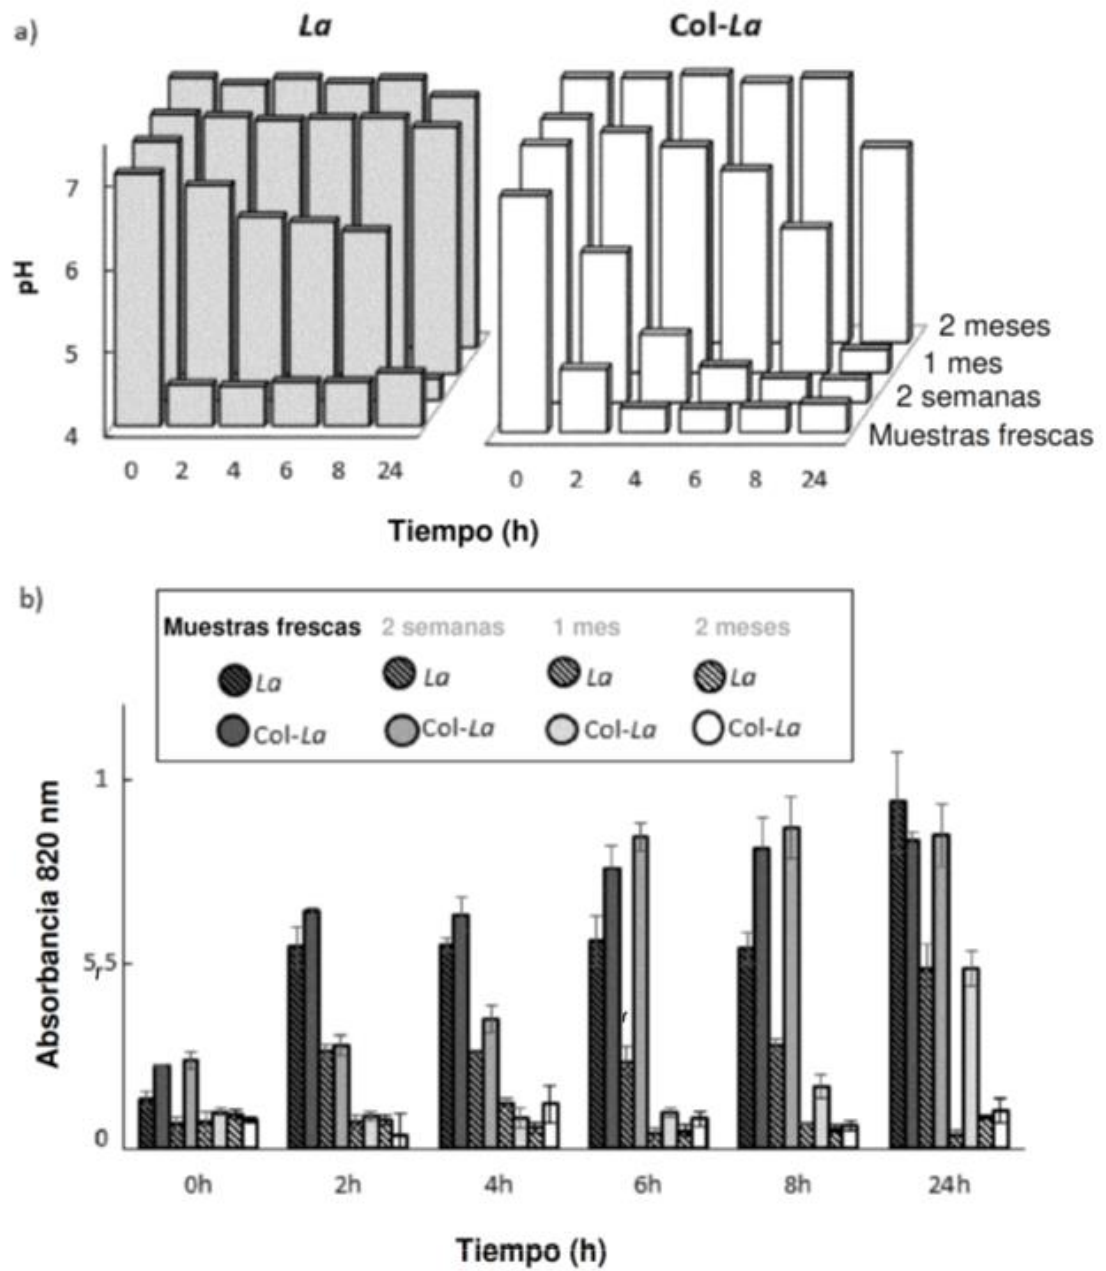 a)
La
Col-La
pH
7
6
5
4
0 2 4 6 8 24
0 2 4 6 8 24
2 meses
1 mes
2 semanas
Muestras frescas
Tiempo (h)
b)
Muestras frescas 2 semanas 1 mes 2 meses
La La La La
Col-La Col-La Col-La Col-La
Absorbancia 820 nm
1
5,5
0
0h 2h 4h 6h 8h 24h
Tiempo (h)